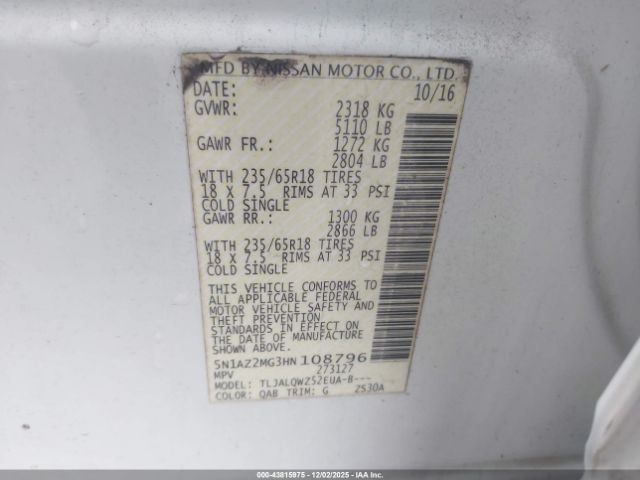 MFD BY NISSAN MOTOR CO., LTD.
DATE: 10/16
GVWR: 2318 KG
5110 LB
GAWR FR.: 1272 KG
2804 LB
WITH 235/65R18 TIRES
18 X 7.5 RIMS AT 33 PSI
COLD SINGLE
GAWR RR.: 1300 KG
2866 LB
WITH 235/65R18 TIRES
18 X 7.5 RIMS AT 33 PSI
COLD SINGLE
THIS VEHICLE CONFORMS TO
ALL APPLICABLE FEDERAL
MOTOR VEHICLE SAFETY AND
THEFT PREVENTION
STANDARDS IN EFFECT ON
THE DATE OF MANUFACTURE
SHOWN ABOVE.
5N1AZ2MG3HN108796
MPV 273127
MODEL: TLJALQWZ52EUA-B---
COLOR: QAB TRIM: G ZS30A
000-43815975 12/02/2025 - IAA Inc.